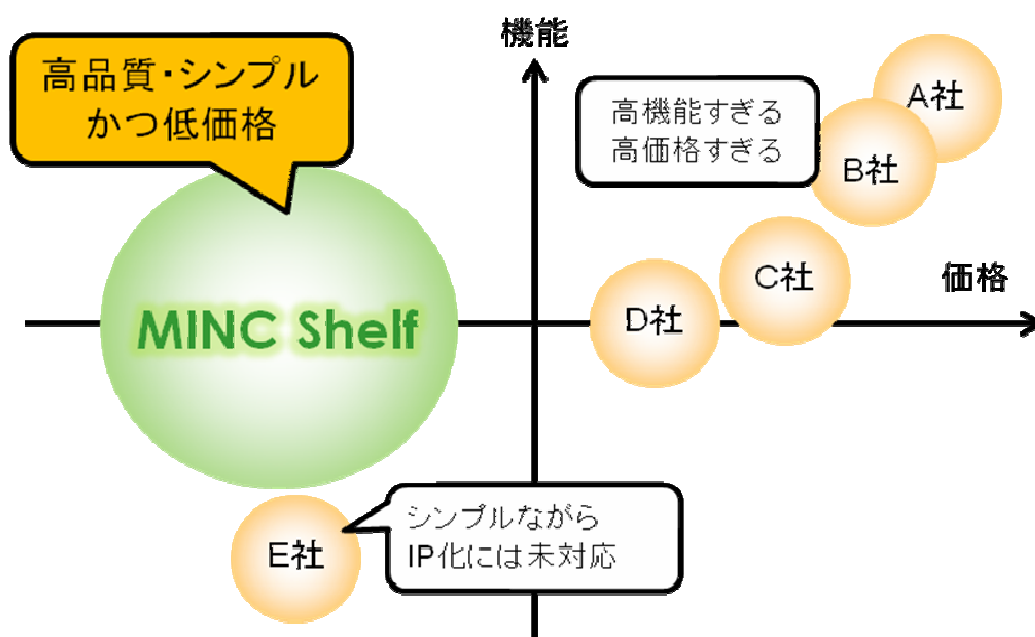 機能
高品質・シンプル
かつ低価格
高機能すぎる
高価格すぎる
A社
B社
C社
価格
D社
MINC Shelf
シンプルながら
IP化には未対応
E社